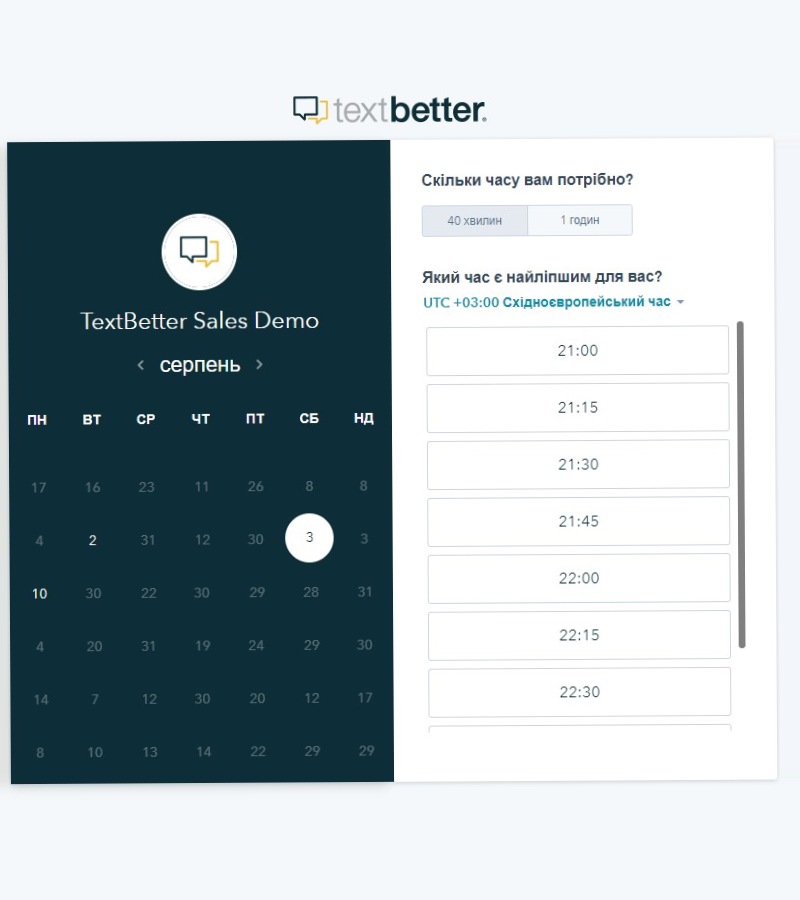 textbetter.
TextBetter Sales Demo
серпень
ПН ВТ СР ЧТ ПТ СБ НД
17 16 23 11 26 8 8
4 2 31 12 30 3 3
10 30 22 30 29 28 31
4 20 31 19 24 29 30
14 7 12 30 20 12 17
8 10 13 14 22 29 29
Скільки часу вам потрібно?
40 хвилин 1 годин
Який час є найліпшим для вас?
UTC +03:00 Східноєвропейський час
21:00
21:15
21:30
21:45
22:00
22:15
22:30